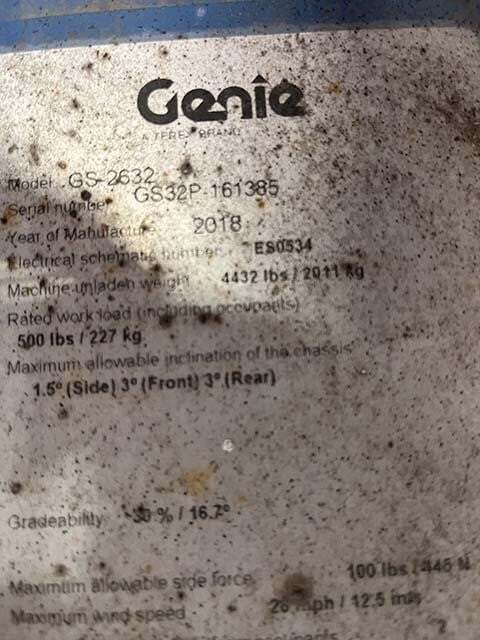 Genie
A TEREX BRAND
Model: GS-2632
Serial number: GS32P-161385
Year of Manufacture: 2018
Electrical schematic number: ES0534
Machine unladen weight: 4432 lbs / 2011 kg
Rated work load (including occupants)
500 lbs / 227 kg
Maximum allowable inclination of the chassis
1.5° (Side) 3° (Front) 3° (Rear)
Gradeability: 30 % / 16.7°
Maximum allowable side force 100 lbs / 445 N
Maximum wind speed 28 mph / 12.5 m/s